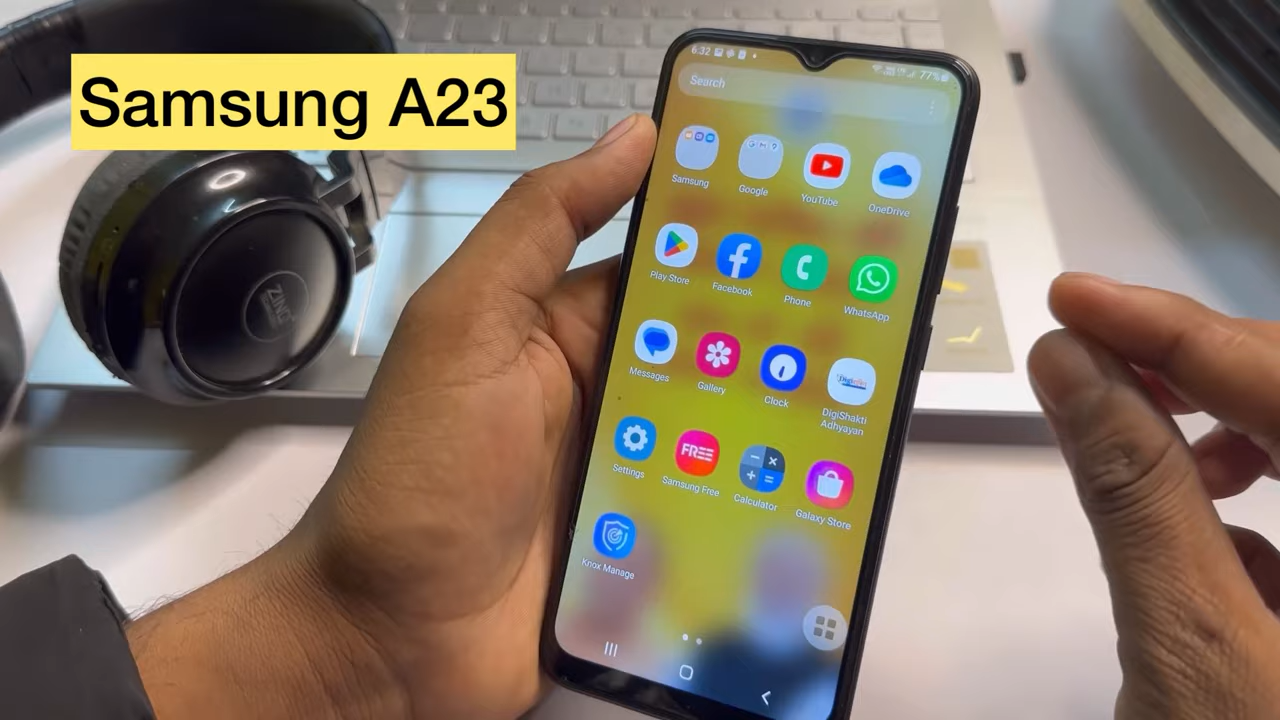 Samsung A23
6:32
77%
Search
Samsung
Google
YouTube
OneDrive
Play Store
Facebook
Phone
WhatsApp
Messages
Gallery
Clock
DigiShakti
Adhyayan
Settings
FREE
Samsung Free
Calculator
Galaxy Store
Knox Manage